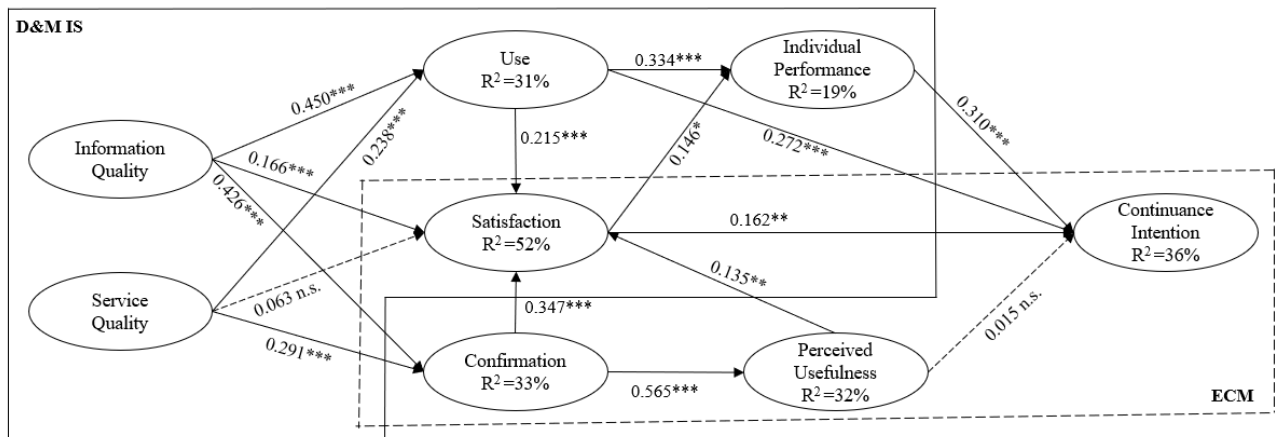 D&M IS
Use
R²=31%
Individual
Performance
R²=19%
0.334***
0.450***
0.238***
0.215***
0.146*
0.272***
0.310***
Information
Quality
0.166***
0.426***
Satisfaction
R²=52%
0.162**
Continuance
Intention
R²=36%
Service
Quality
0.063 n.s.
0.135**
0.347***
0.015 n.s.
0.291***
Confirmation
R²=33%
0.565***
Perceived
Usefulness
R²=32%
ECM